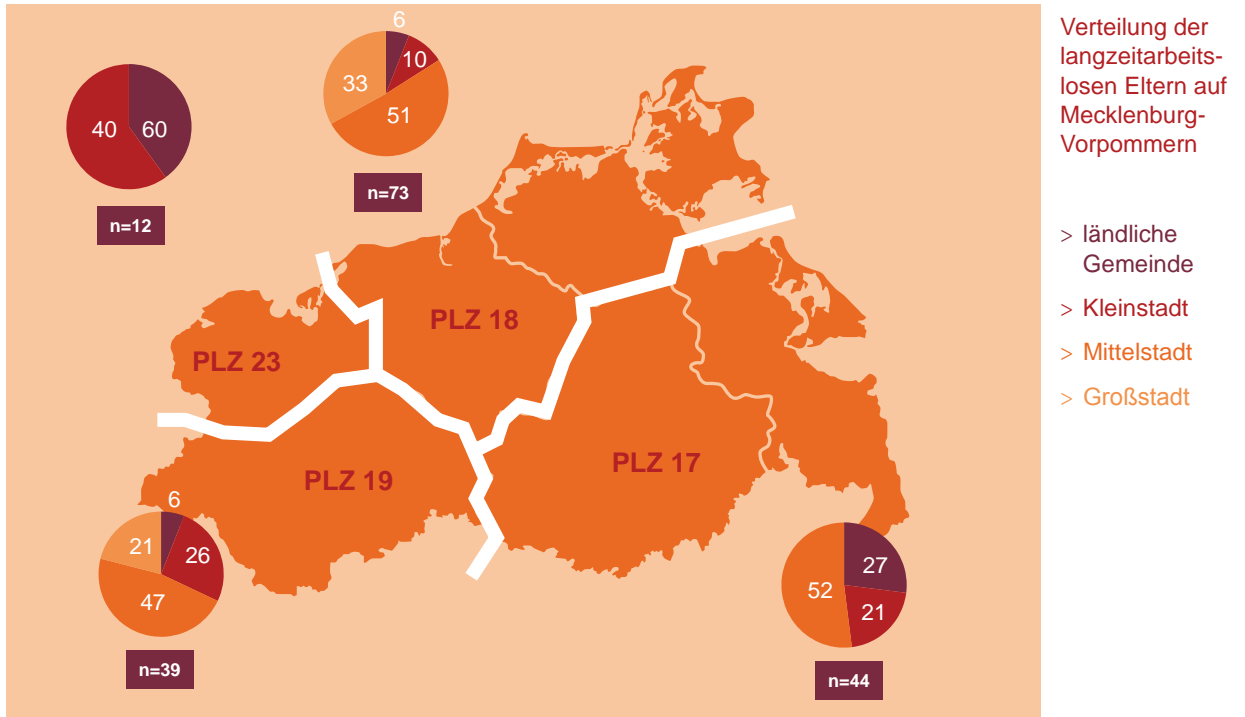 6
10
33
51
n=73
40
60
n=12
PLZ 18
PLZ 23
PLZ 17
PLZ 19
6
21
26
47
n=39
27
52
21
n=44
Verteilung der
langzeitarbeits-
losen Eltern auf
Mecklenburg-
Vorpommern
> ländliche
Gemeinde
> Kleinstadt
> Mittelstadt
> Großstadt